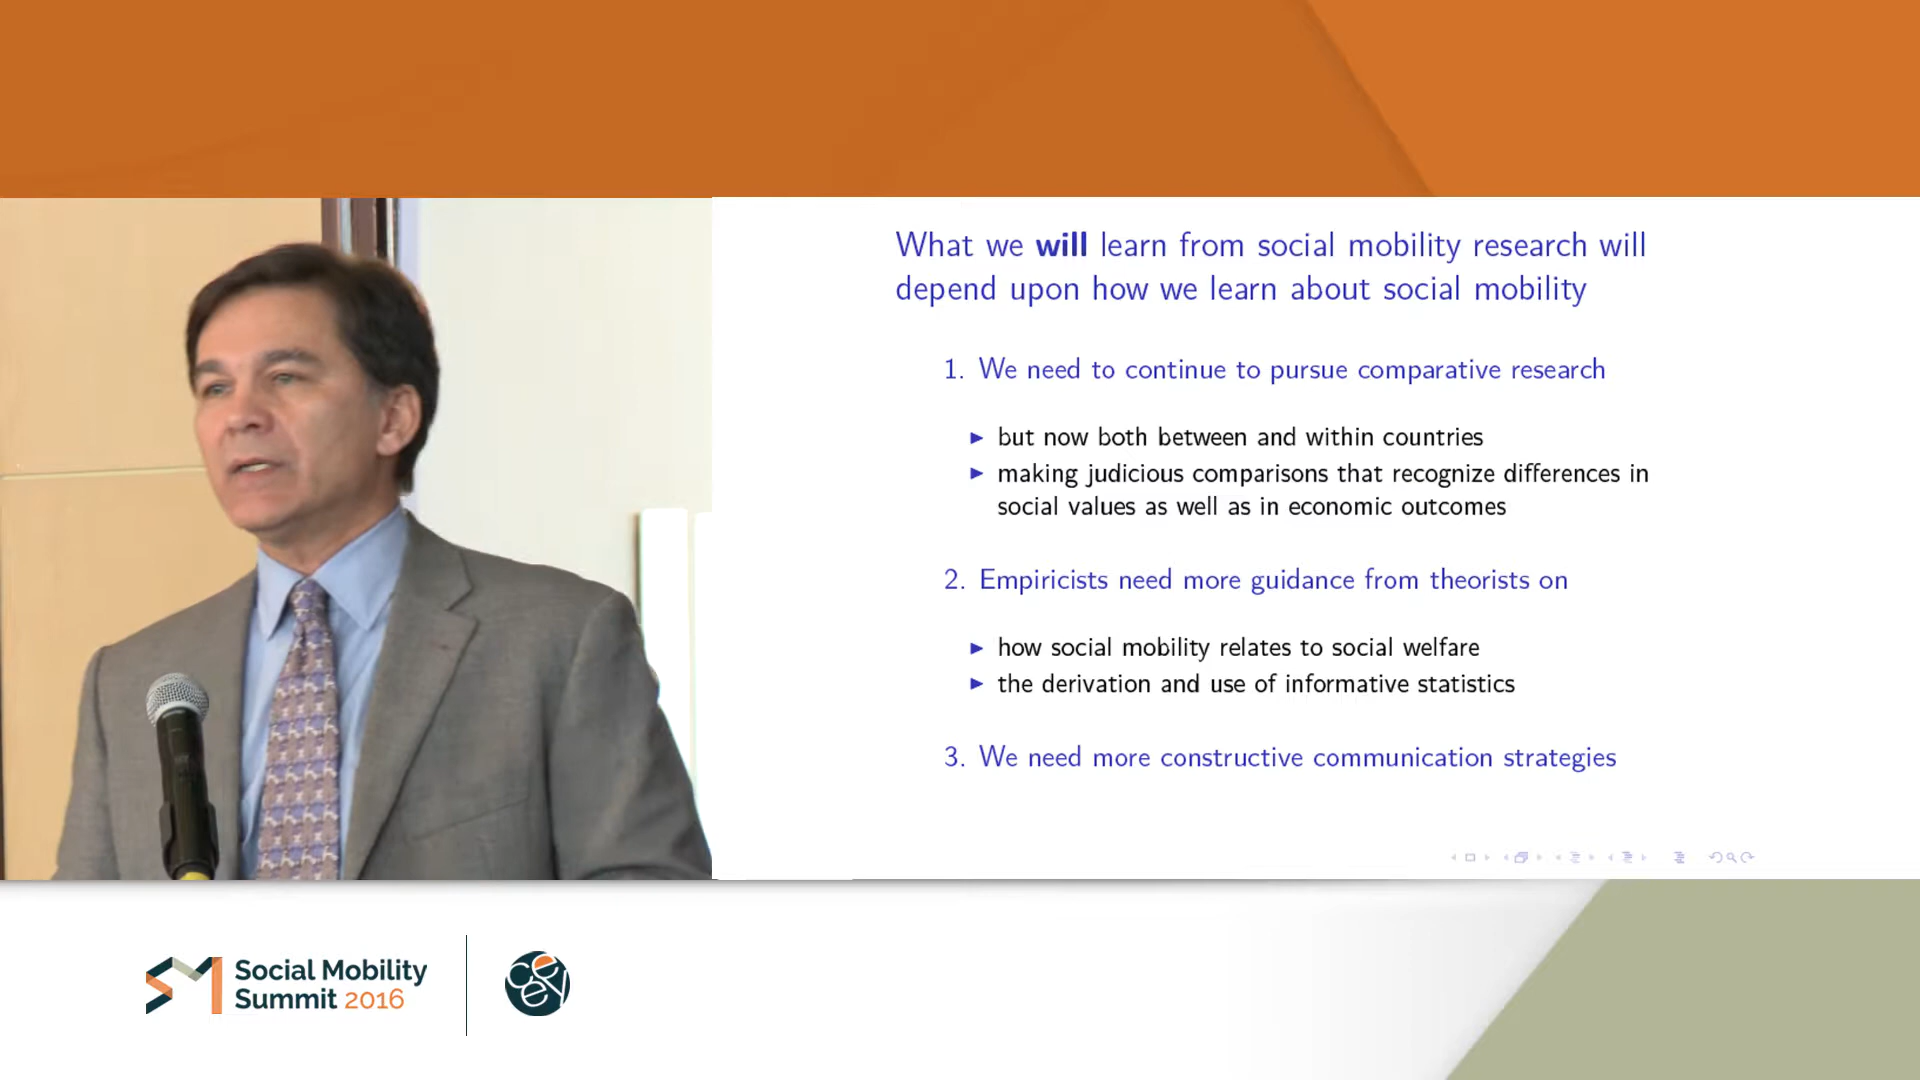 What we will learn from social mobility research will
depend upon how we learn about social mobility
1. We need to continue to pursue comparative research
▶ but now both between and within countries
▶ making judicious comparisons that recognize differences in
social values as well as in economic outcomes
2. Empiricists need more guidance from theorists on
▶ how social mobility relates to social welfare
▶ the derivation and use of informative statistics
3. We need more constructive communication strategies
SM
Social Mobility
Summit 2016
ceey